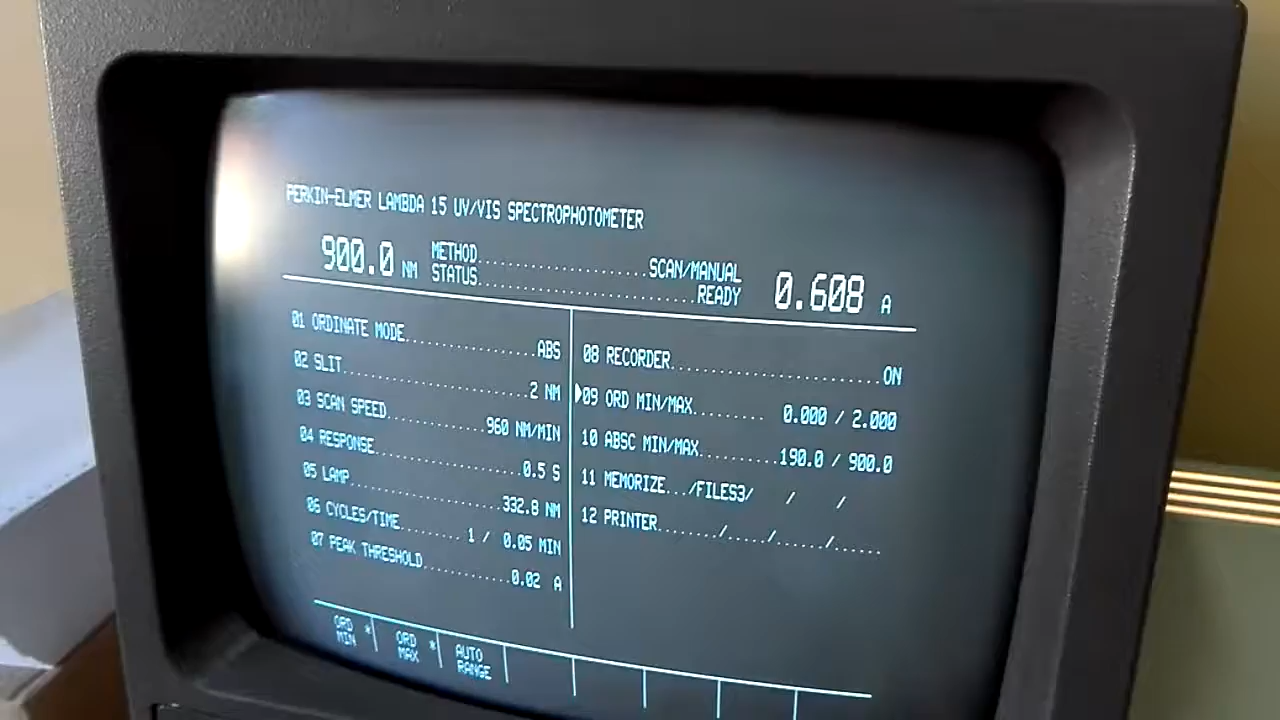 PERKIN-ELMER LAMBDA 15 UV/VIS SPECTROPHOTOMETER
900.0 NM
METHOD.......................SCAN/MANUAL
STATUS..............................READY
0.608 A
01 ORDINATE MODE..................ABS
02 SLIT..........................2 NM
03 SCAN SPEED..............960 NM/MIN
04 RESPONSE.....................0.5 S
05 LAMP......................332.8 NM
06 CYCLES/TIME......... 1 / 0.05 MIN
07 PEAK THRESHOLD.............0.02 A
08 RECORDER..........................ON
09 ORD MIN/MAX......... 0.000 / 2.000
10 ABSC MIN/MAX..........190.0 / 900.0
11 MEMORIZE.../FILES3/ / /
12 PRINTER......../...../....../......
ORD MIN *
ORD MAX *
AUTO RANGE